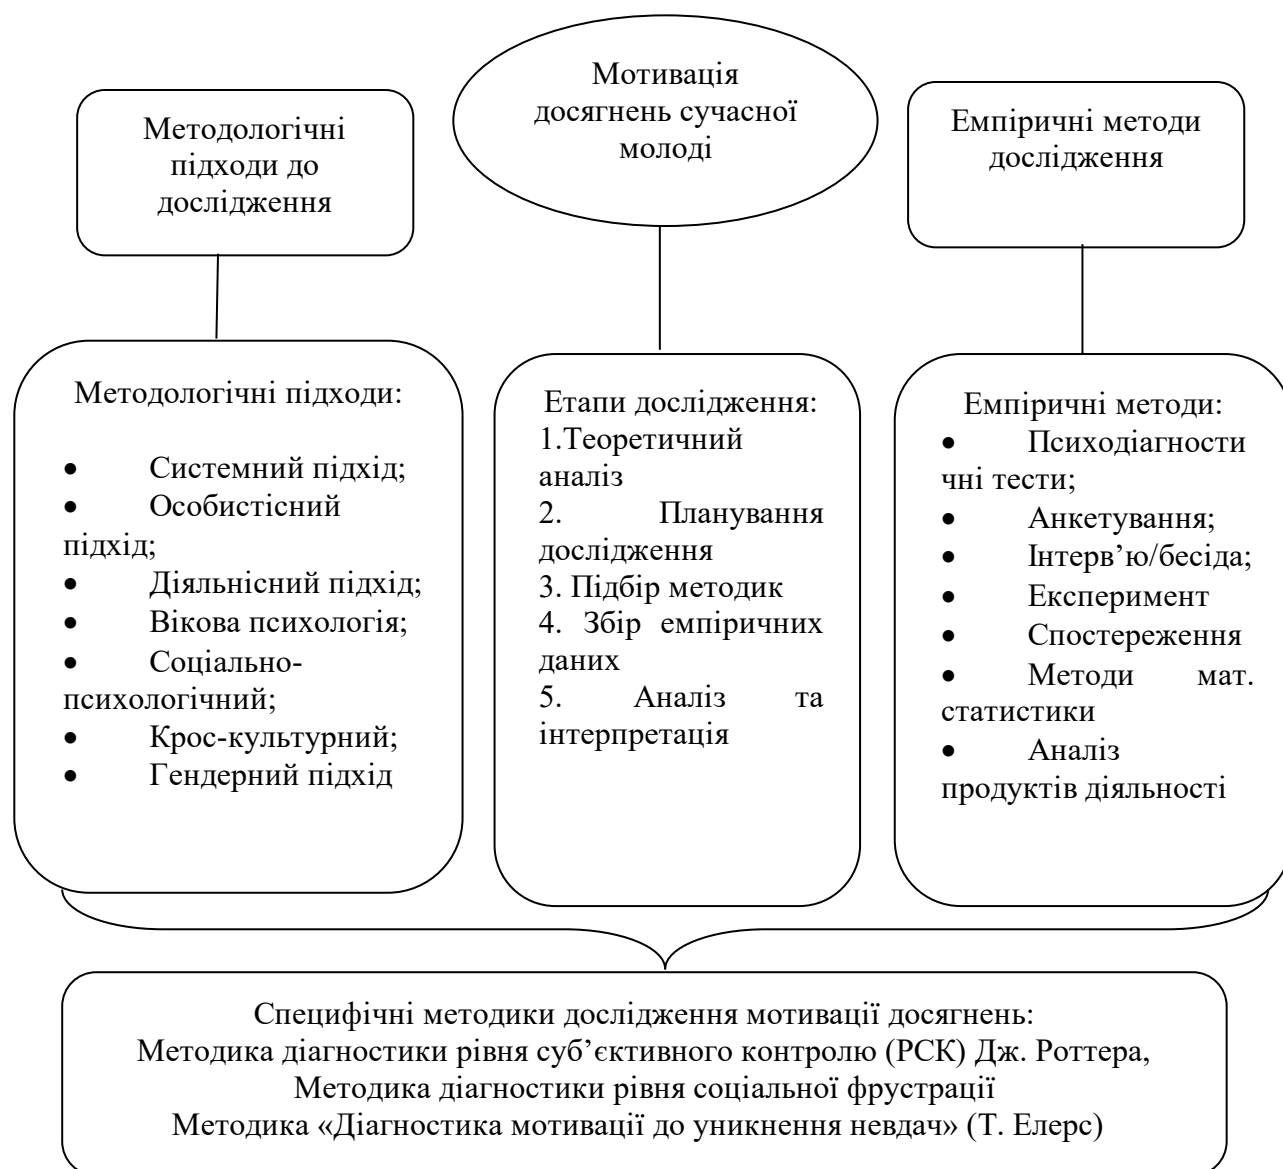 Мотивація
досягнень сучасної
молоді
Методологічні
підходи до
дослідження
Емпіричні методи
дослідження
Методологічні підходи:
• Системний підхід;
• Особистісний
підхід;
• Діяльнісний підхід;
• Вікова психологія;
• Соціально-
психологічний;
• Крос-культурний;
• Гендерний підхід
Етапи дослідження:
1.Теоретичний
аналіз
2. Планування
дослідження
3. Підбір методик
4. Збір емпіричних
даних
5. Аналіз та
інтерпретація
Емпіричні методи:
• Психодіагности
чні тести;
• Анкетування;
• Інтерв’ю/бесіда;
• Експеримент
• Спостереження
• Методи мат.
статистики
• Аналіз
продуктів діяльності
Специфічні методики дослідження мотивації досягнень:
Методика діагностики рівня суб’єктивного контролю (РСК) Дж. Роттера,
Методика діагностики рівня соціальної фрустрації
Методика «Діагностика мотивації до уникнення невдач» (Т. Елерс)